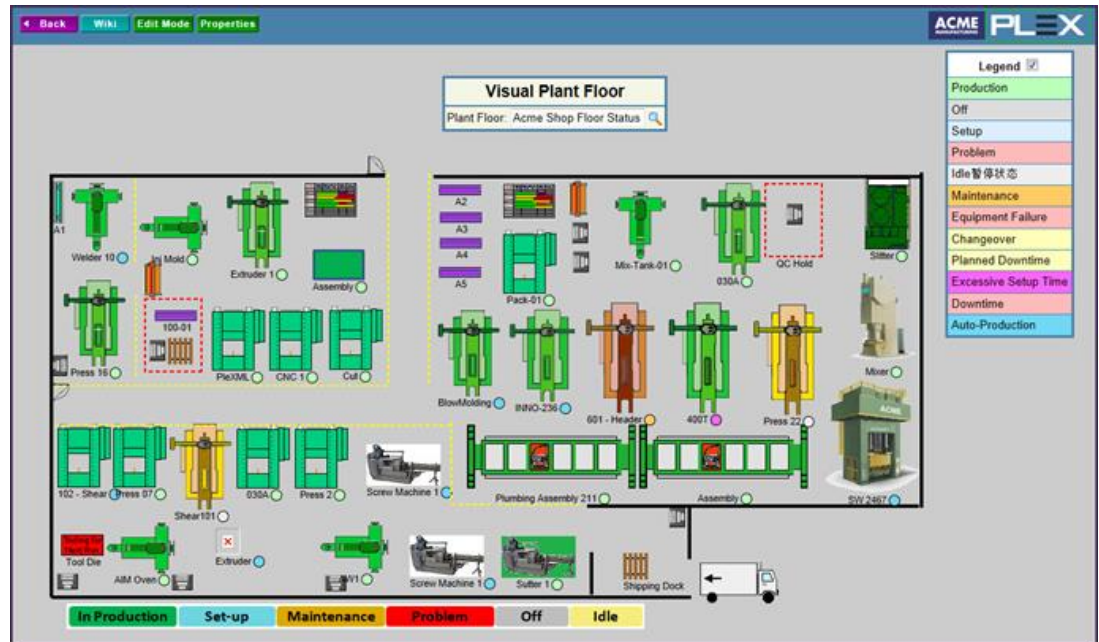 Back Wiki Edit Mode Properties
ACME
MANUFACTURING
PLEX
Visual Plant Floor
Plant Floor: Acme Shop Floor Status
Legend
Production
Off
Setup
Problem
Idle暂停状态
Maintenance
Equipment Failure
Changeover
Planned Downtime
Excessive Setup Time
Downtime
Auto-Production
A1
Welder 10
Inj Mold
Extruder 1
Assembly
A2
A3
A4
A5
Pack-01
Mix-Tank-01
030A
QC Hold
Slitter
Press 16
100-01
PleXML
CNC 1
Cull
BlowMolding
INNO-236
601 - Header
400T
Press 22
Mixer
102 - Shear
Press 07
Shear101
030A
Press 2
Screw Machine 1
Plumbing Assembly 211
Assembly
ACME
SW 2467
Tool Die
AIM Oven
Extruder
AW1
Screw Machine 1
Sutter 1
Shipping Dock
In Production Set-up Maintenance Problem Off Idle